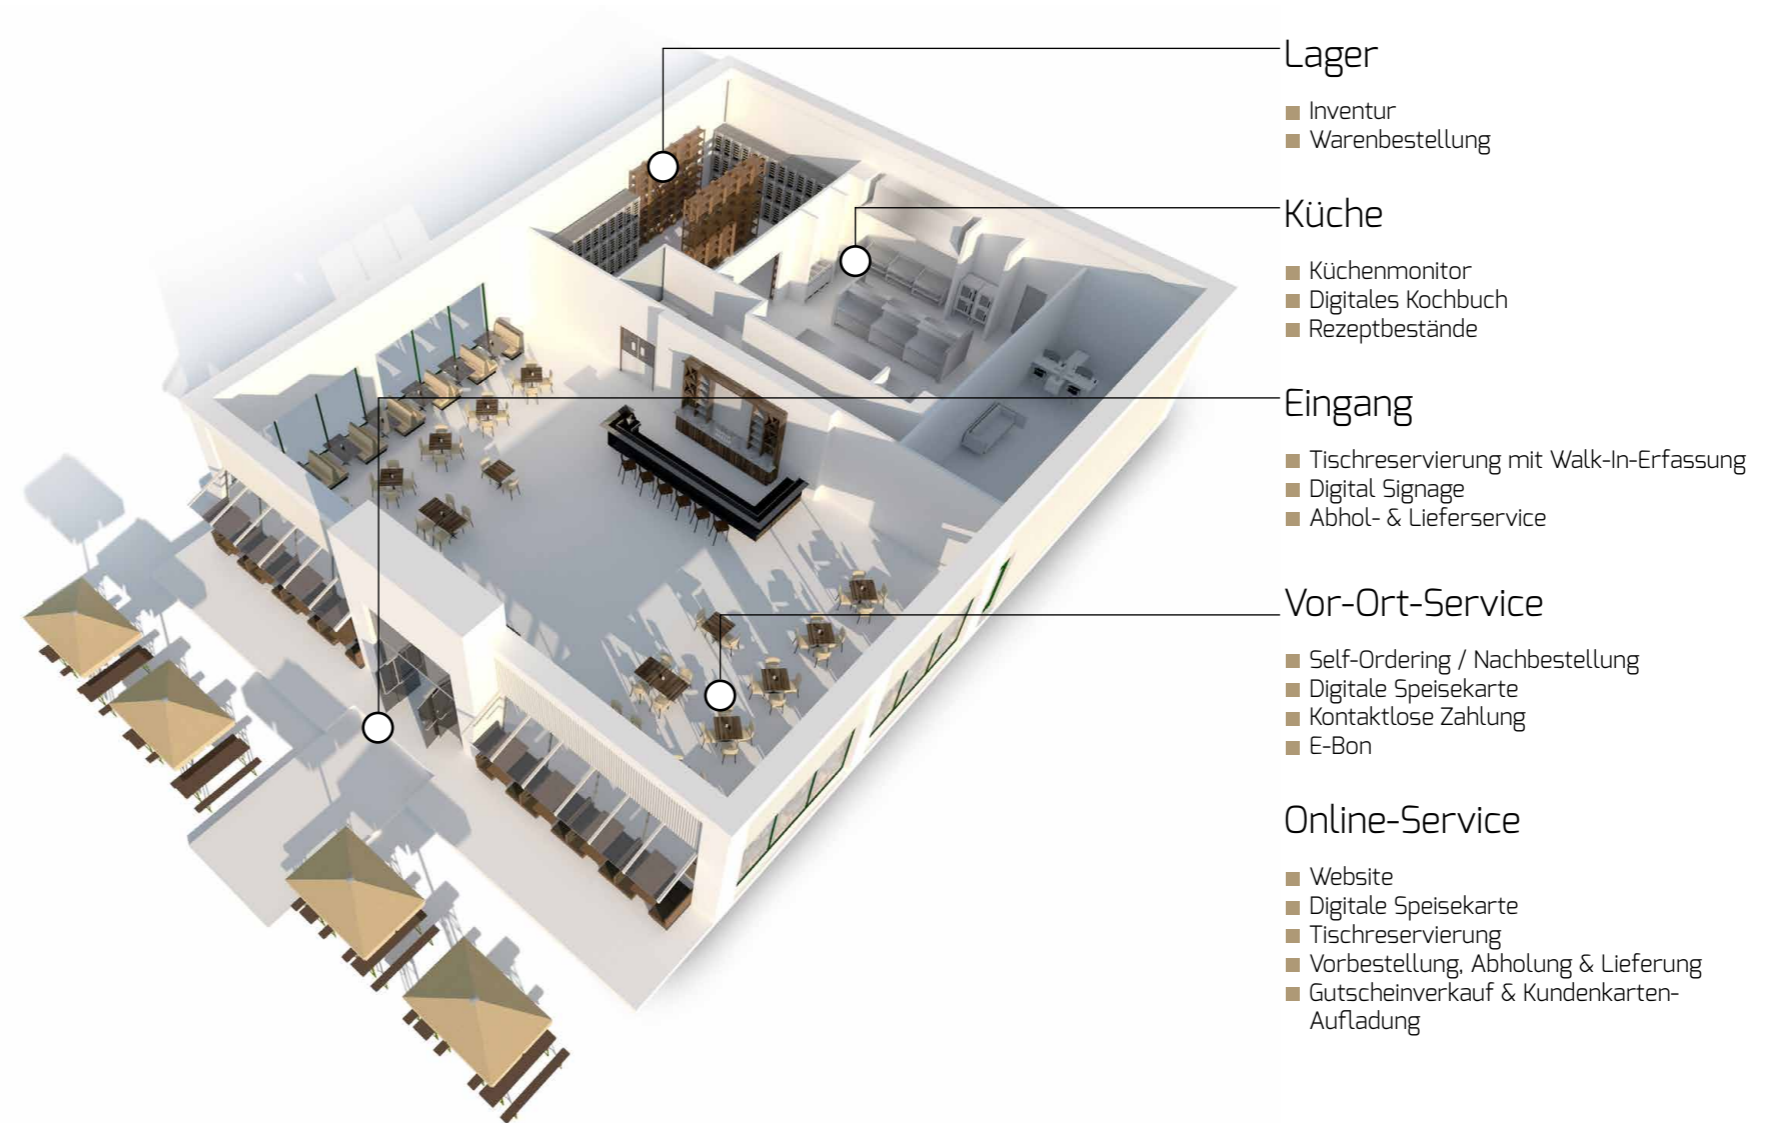 Lager
Inventur
Warenbestellung
Küche
Küchenmonitor
Digitales Kochbuch
Rezeptbestände
Eingang
Tischreservierung mit Walk-In-Erfassung
Digital Signage
Abhol- & Lieferservice
Vor-Ort-Service
Self-Ordering / Nachbestellung
Digitale Speisekarte
Kontaktlose Zahlung
E-Bon
Online-Service
Website
Digitale Speisekarte
Tischreservierung
Vorbestellung, Abholung & Lieferung
Gutscheinverkauf & Kundenkarten-
Aufladung